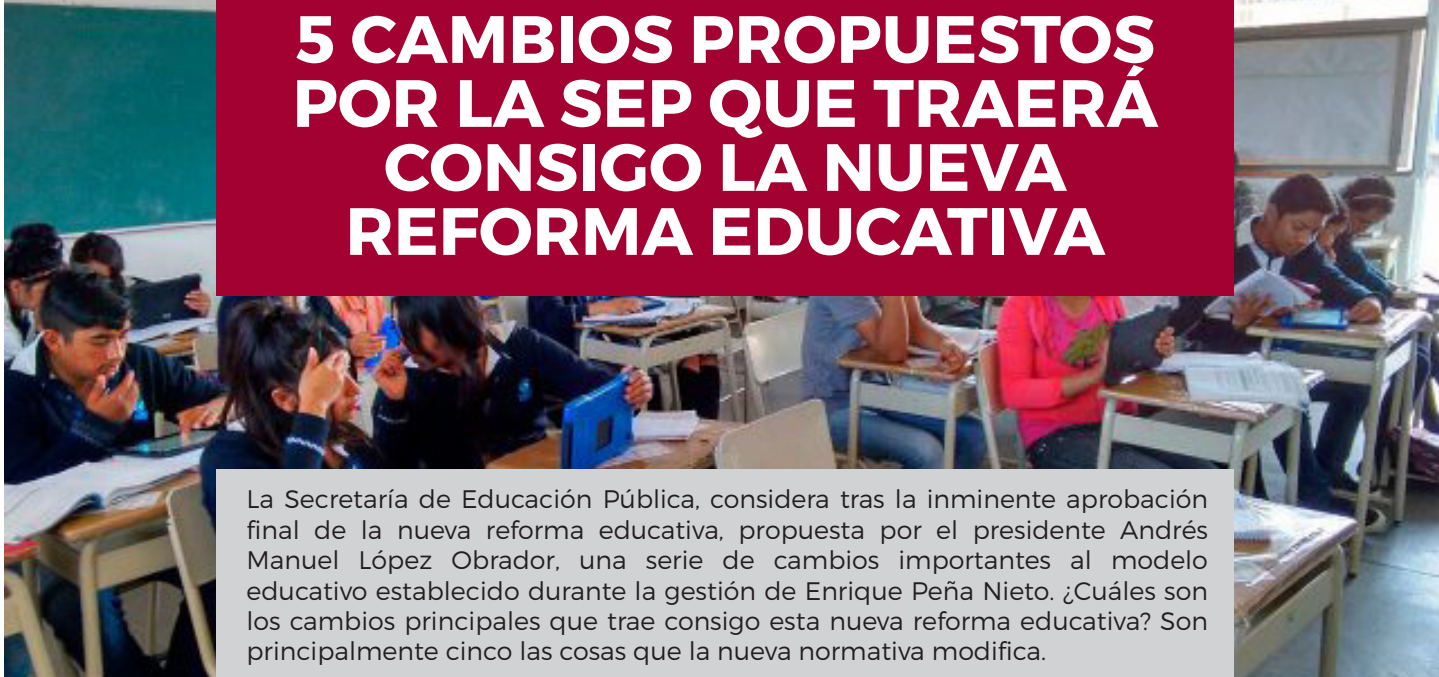 5 CAMBIOS PROPUESTOS
POR LA SEP QUE TRAERÁ
CONSIGO LA NUEVA
REFORMA EDUCATIVA
La Secretaría de Educación Pública, considera tras la inminente aprobación
final de la nueva reforma educativa, propuesta por el presidente Andrés
Manuel López Obrador, una serie de cambios importantes al modelo
educativo establecido durante la gestión de Enrique Peña Nieto. ¿Cuáles son
los cambios principales que trae consigo esta nueva reforma educativa? Son
principalmente cinco las cosas que la nueva normativa modifica.